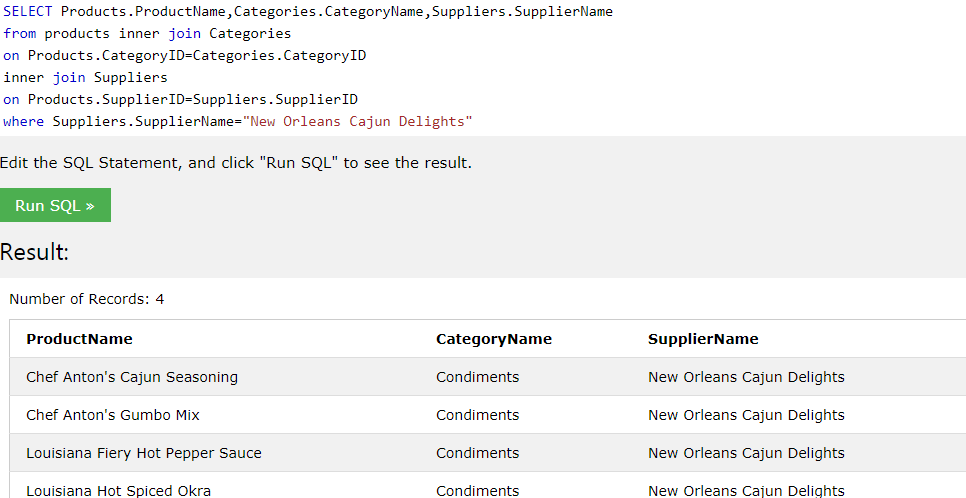 SELECT Products.ProductName,Categories.CategoryName,Suppliers.SupplierName
from products inner join Categories
on Products.CategoryID=Categories.CategoryID
inner join Suppliers
on Products.SupplierID=Suppliers.SupplierID
where Suppliers.SupplierName="New Orleans Cajun Delights"
Edit the SQL Statement, and click "Run SQL" to see the result.
Run SQL »
Result:
Number of Records: 4
ProductName CategoryName SupplierName
Chef Anton's Cajun Seasoning Condiments New Orleans Cajun Delights
Chef Anton's Gumbo Mix Condiments New Orleans Cajun Delights
Louisiana Fiery Hot Pepper Sauce Condiments New Orleans Cajun Delights
Louisiana Hot Spiced Okra Condiments New Orleans Cajun Delights